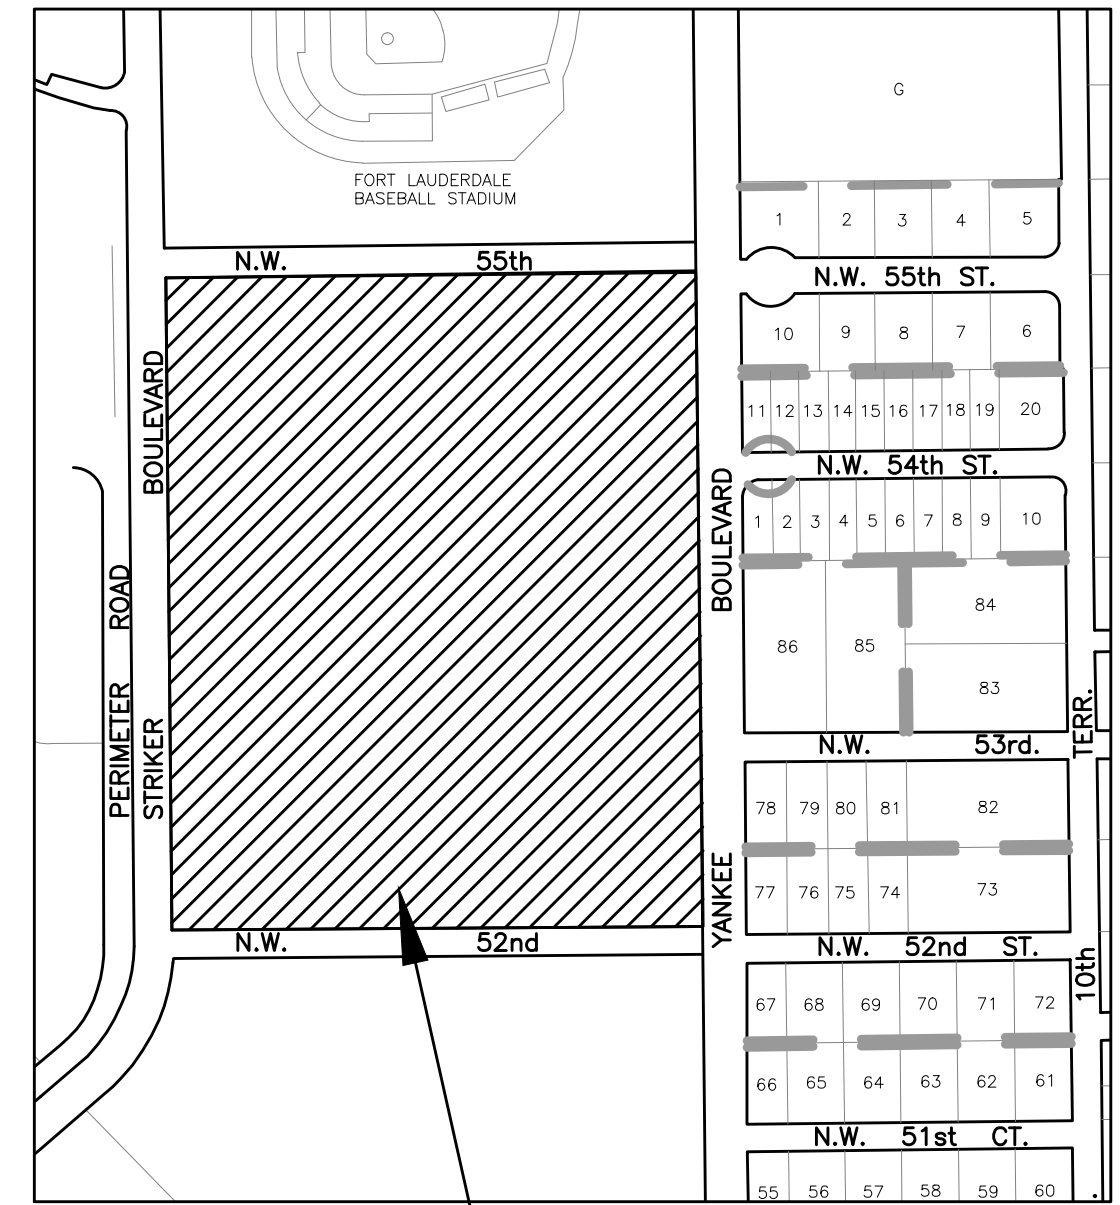 G
FORT LAUDERDALE
BASEBALL STADIUM
1 2 3 4 5
N.W. 55th
N.W. 55th ST.
10 9 8 7 6
BOULEVARD
11 12 13 14 15 16 17 18 19 20
N.W. 54th ST.
BOULEVARD
1 2 3 4 5 6 7 8 9 10
PERIMETER ROAD
84
86 85
83
STRIKER
TERR.
N.W. 53rd.
78 79 80 81 82
YANKEE
77 76 75 74 73
N.W. 52nd
N.W. 52nd ST.
10th
67 68 69 70 71 72
66 65 64 63 62 61
N.W. 51st CT.
55 56 57 58 59 60